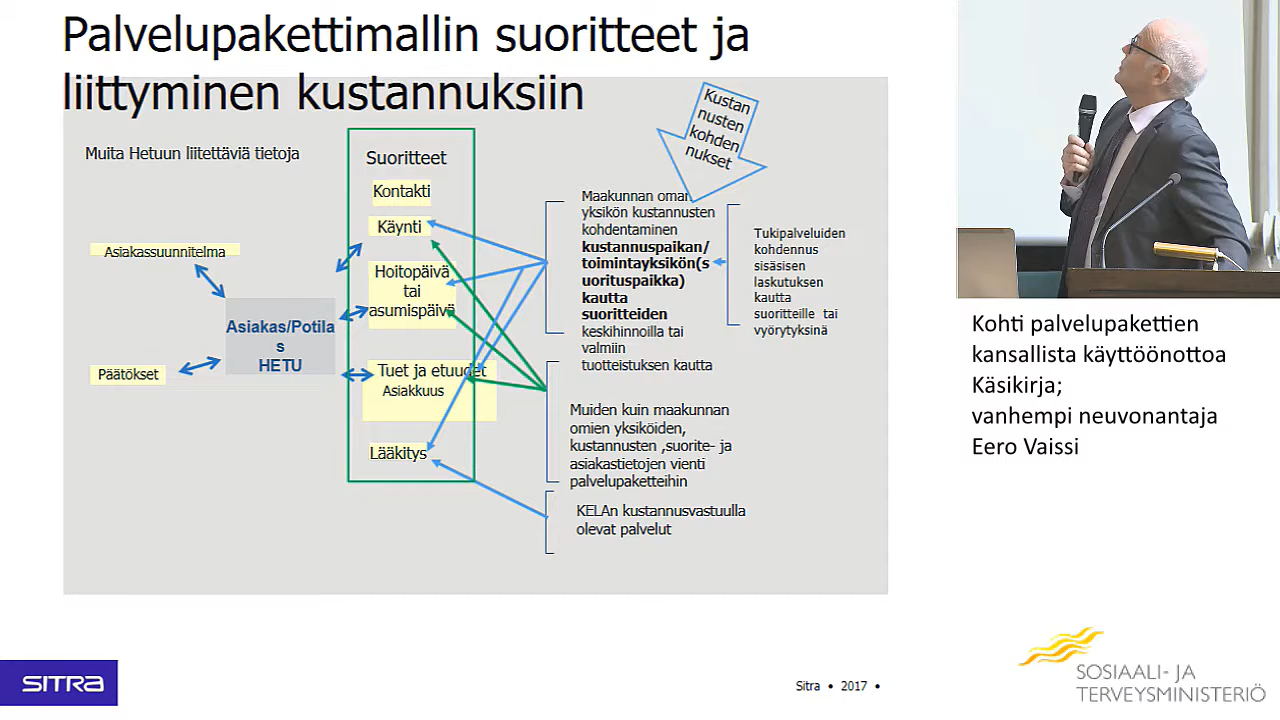 Palvelupakettimallin suoritteet ja
liittyminen kustannuksiin
Muita Hetuun liitettäviä tietoja
Suoritteet
Kontakti
Käynti
Hoitopäivä
tai
asumispäivä
Tuet ja etuudet
Asiakkuus
Lääkitys
Asiakassuunnitelma
Asiakas/Potila
s
HETU
Päätökset
Kustan
nusten
kohden
nukset
Maakunnan oman
yksikön kustannusten
kohdentaminen
kustannuspaikan/
toimintayksikön(s
uorituspaikka)
kautta
suoritteiden
keskihinnoilla tai
valmiin
tuotteistuksen kautta
Tukipalveluiden
kohdennus
sisäsisen
laskutuksen
kautta
suoritteille tai
vyörytyksinä
Muiden kuin maakunnan
omien yksiköiden,
kustannusten ,suorite- ja
asiakastietojen vienti
palvelupaketteihin
KELAn kustannusvastuulla
olevat palvelut
Kohti palvelupakettien
kansallista käyttöönottoa
Käsikirja;
vanhempi neuvonantaja
Eero Vaissi
SITRA
Sitra • 2017 •
SOSIAALI- JA
TERVEYSMINISTERIÖ